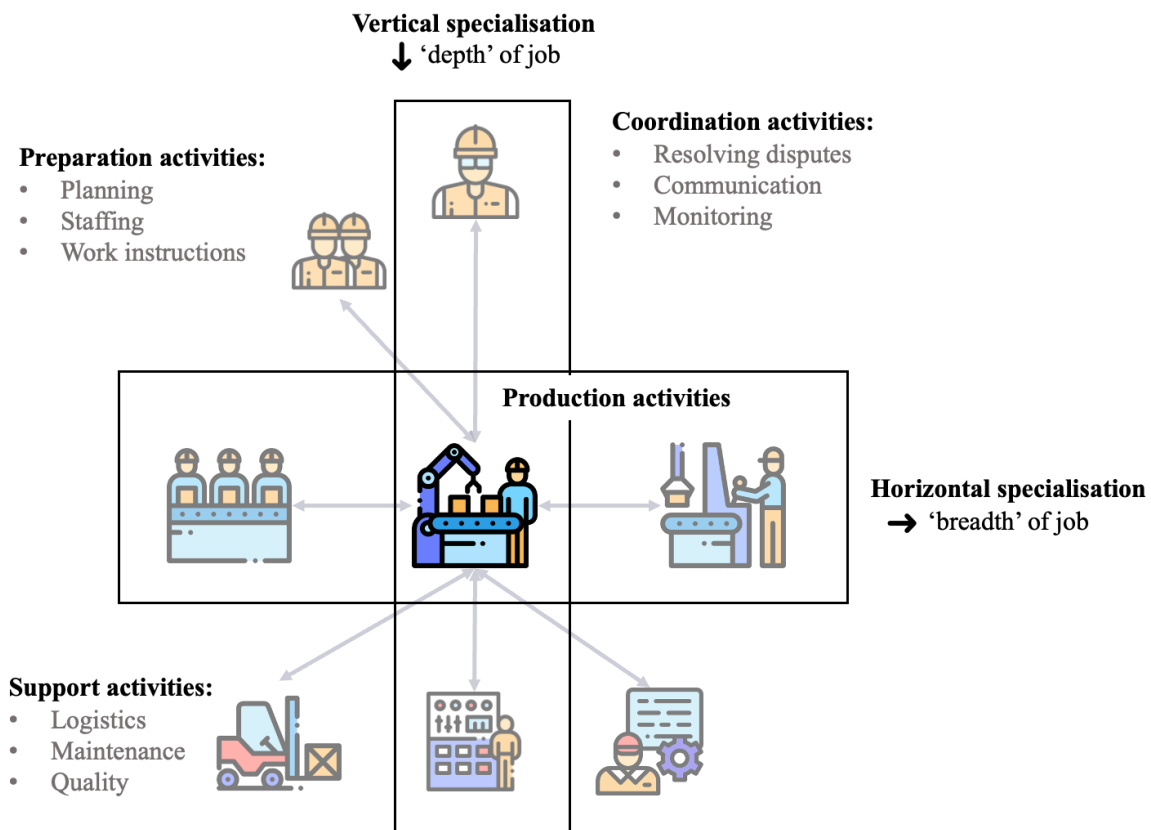 Vertical specialisation
↓ ‘depth’ of job
Coordination activities:
• Resolving disputes
• Communication
• Monitoring
Preparation activities:
• Planning
• Staffing
• Work instructions
Production activities
Horizontal specialisation
→ ‘breadth’ of job
Support activities:
• Logistics
• Maintenance
• Quality